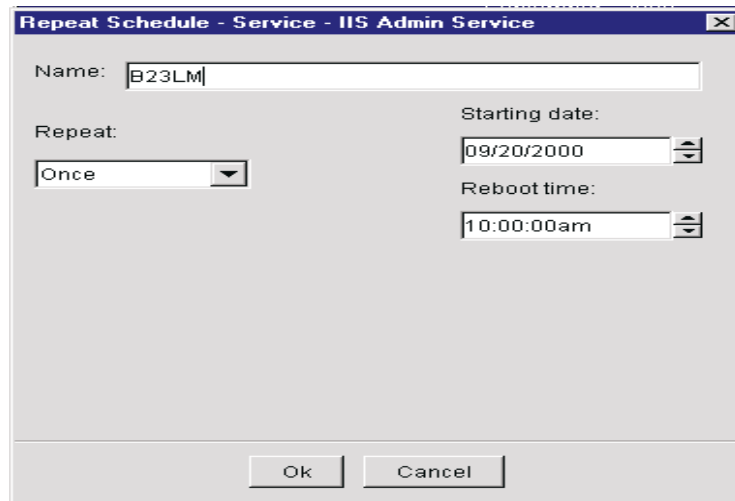 Repeat Schedule - Service - IIS Admin Service
Name: B23LM
Starting date:
Repeat:
09/20/2000
Once
Reboot time:
10:00:00am
Ok Cancel